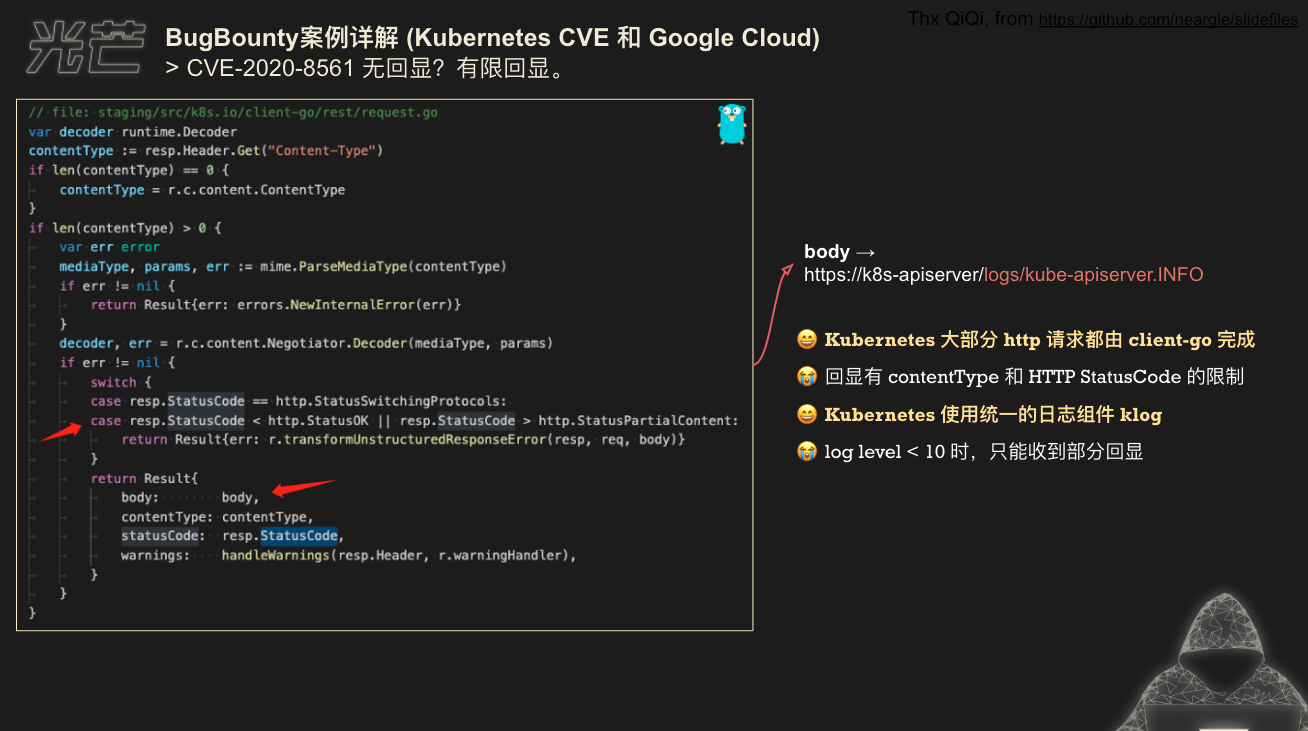 Thx QiQi, from https://github.com/neargle/slidefiles
光芒
BugBounty案例详解 (Kubernetes CVE 和 Google Cloud)
> CVE-2020-8561 无回显？有限回显。
// file: staging/src/k8s.io/client-go/rest/request.go
var decoder runtime.Decoder
contentType := resp.Header.Get("Content-Type")
if len(contentType) == 0 {
contentType = r.c.content.ContentType
}
if len(contentType) > 0 {
var err error
mediaType, params, err := mime.ParseMediaType(contentType)
if err != nil {
return Result{err: errors.NewInternalError(err)}
}
decoder, err = r.c.content.Negotiator.Decoder(mediaType, params)
if err != nil {
switch {
case resp.StatusCode == http.StatusSwitchingProtocols:
case resp.StatusCode < http.StatusOK || resp.StatusCode > http.StatusPartialContent:
return Result{err: r.transformUnstructuredResponseError(resp, req, body)}
}
return Result{
body: body,
contentType: contentType,
statusCode: resp.StatusCode,
warnings: handleWarnings(resp.Header, r.warningHandler),
}
}
}
body →
https://k8s-apiserver/logs/kube-apiserver.INFO
😄 Kubernetes 大部分 http 请求都由 client-go 完成
😭 回显有 contentType 和 HTTP StatusCode 的限制
😄 Kubernetes 使用统一的日志组件 klog
😭 log level < 10 时，只能收到部分回显